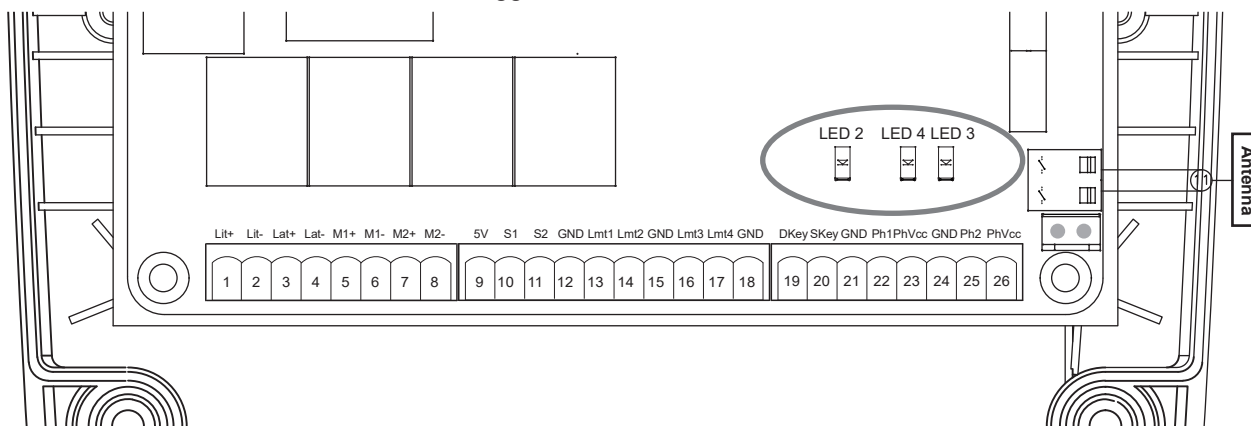 LED 2 LED 4 LED 3
Antenna
11
Lit+ Lit- Lat+ Lat- M1+ M1- M2+ M2- 5V S1 S2 GND Lmt1 Lmt2 GND Lmt3 Lmt4 GND DKey SKey GND Ph1 PhVcc GND Ph2 PhVcc
1 2 3 4 5 6 7 8 9 10 11 12 13 14 15 16 17 18 19 20 21 22 23 24 25 26